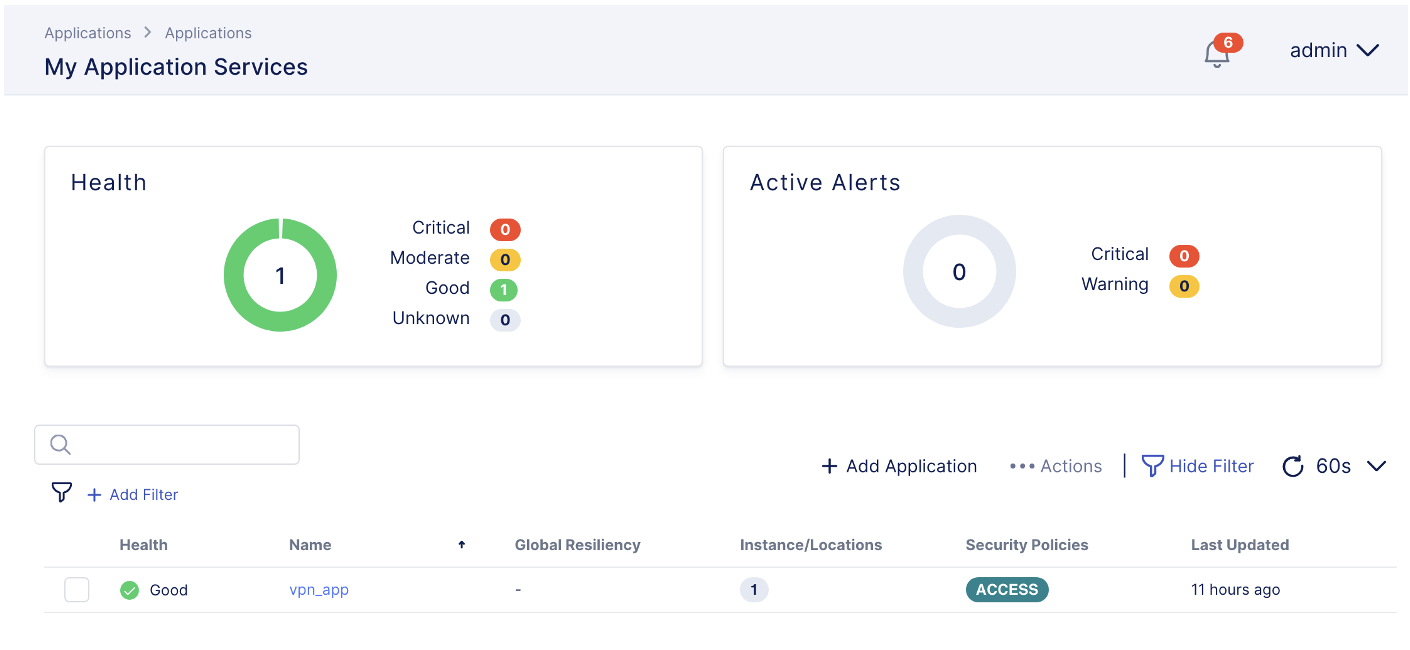 Applications > Applications
My Application Services
6
admin
Health
1
Critical 0
Moderate 0
Good 1
Unknown 0
Active Alerts
0
Critical 0
Warning 0
+ Add Application
••• Actions
Hide Filter
60s
+ Add Filter
Health Name Global Resiliency Instance/Locations Security Policies Last Updated
Good vpn_app - 1 ACCESS 11 hours ago